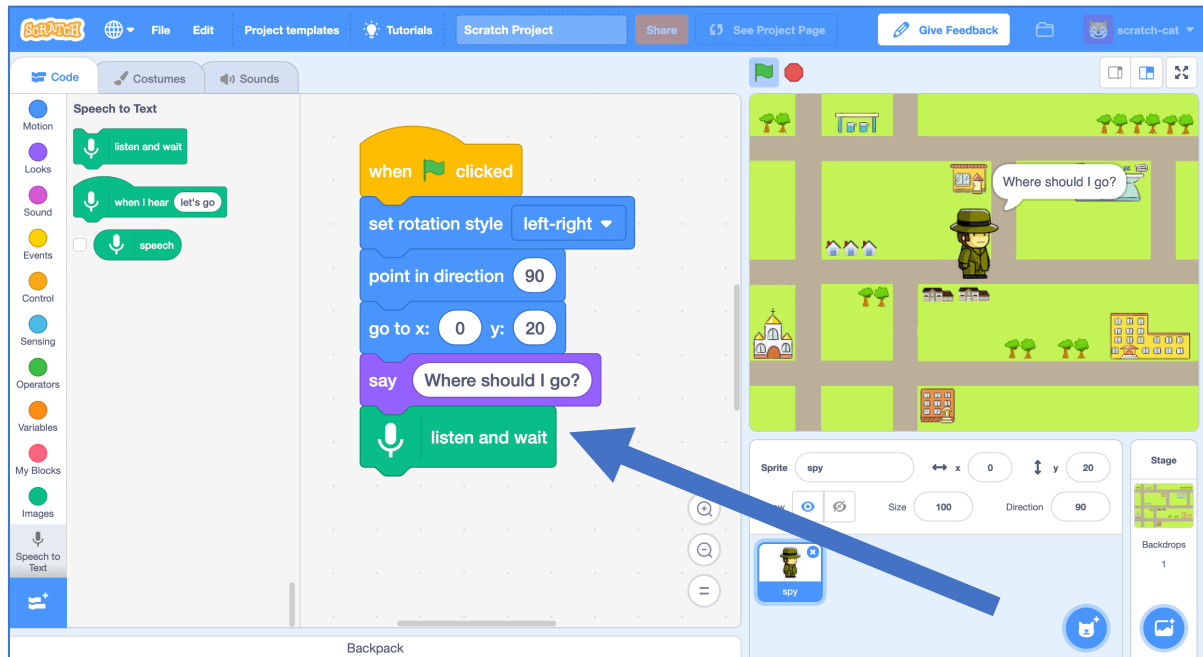 SCRATCH File Edit Project templates Tutorials Scratch Project Share See Project Page Give Feedback scratch-cat
Code Costumes Sounds
Motion
Looks
Sound
Events
Control
Sensing
Operators
Variables
My Blocks
Images
Speech to
Text
Speech to Text
listen and wait
when I hear let's go
speech
when clicked
set rotation style left-right
point in direction 90
go to x: 0 y: 20
say Where should I go?
listen and wait
Backpack
Where should I go?
Sprite spy x 0 y 20
Size 100 Direction 90
spy
Stage
Backdrops
1